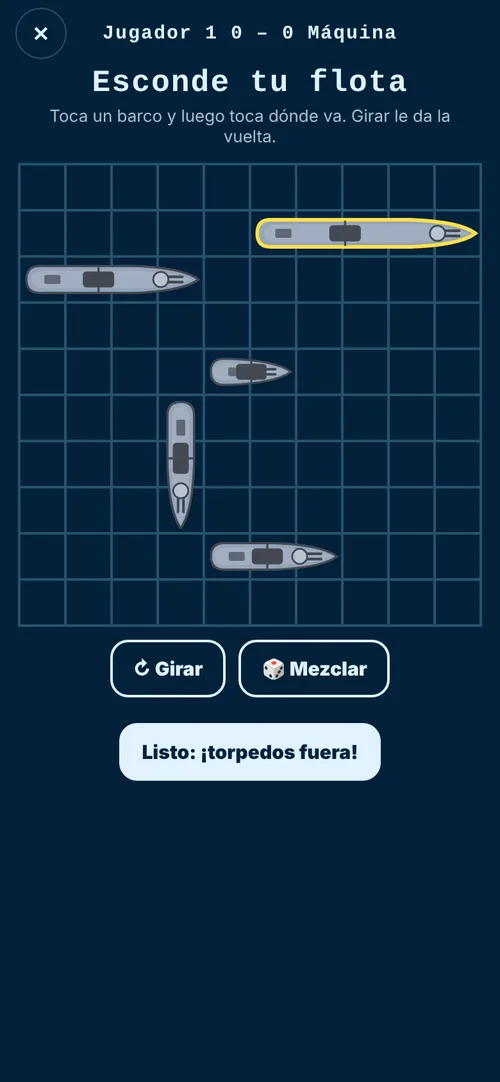 ✕
Jugador 1 0 – 0 Máquina
Esconde tu flota
Toca un barco y luego toca dónde va. Girar le da la
vuelta.
↻ Girar
🎲 Mezclar
Listo: ¡torpedos fuera!